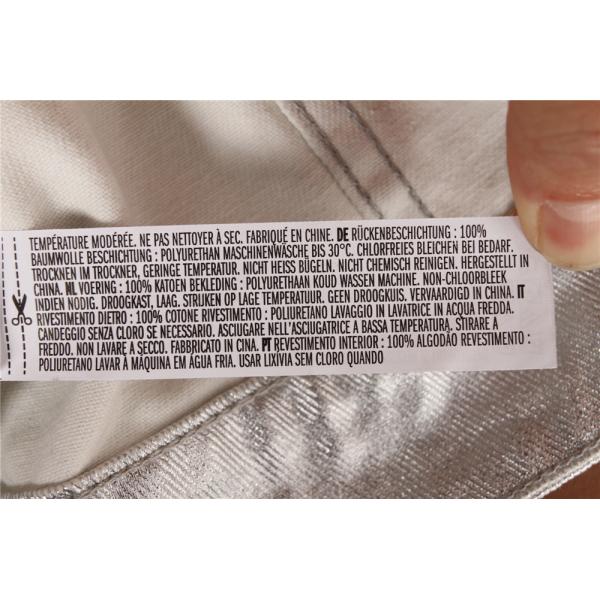 TEMPÉRATURE MODÉRÉE. NE PAS NETTOYER À SEC. FABRIQUÉ EN CHINE. DE RÜCKENBESCHICHTUNG : 100%
BAUMWOLLE BESCHICHTUNG : POLYURETHAN MASCHINENWÄSCHE BIS 30°C. CHLORFREIES BLEICHEN BEI BEDARF.
TROCKNEN IM TROCKNER, GERINGE TEMPERATUR. NICHT HEISS BÜGELN. NICHT CHEMISCH REINIGEN. HERGESTELLT IN
CHINA. NL VOERING : 100% KATOEN BEKLEDING : POLYURETHAAN KOUD WASSEN MACHINE. NON-CHLOORBLEEK
INDIEN NODIG. DROOGKAST, LAAG. STRIJKEN OP LAGE TEMPERATUUR. GEEN DROOGKUIS. VERVAARDIGD IN CHINA. IT
RIVESTIMENTO DIETRO : 100% COTONE RIVESTIMENTO : POLIURETANO LAVAGGIO IN LAVATRICE IN ACQUA FREDDA.
CANDEGGIO SENZA CLORO SE NECESSARIO. ASCIUGARE NELL'ASCIUGATRICE A BASSA TEMPERATURA. STIRARE A
FREDDO. NON LAVARE A SECCO. FABBRICATO IN CINA. PT REVESTIMENTO INTERIOR : 100% ALGODÃO REVESTIMENTO :
POLIURETANO LAVAR À MÁQUINA EM ÁGUA FRIA. USAR LIXÍVIA SEM CLORO QUANDO